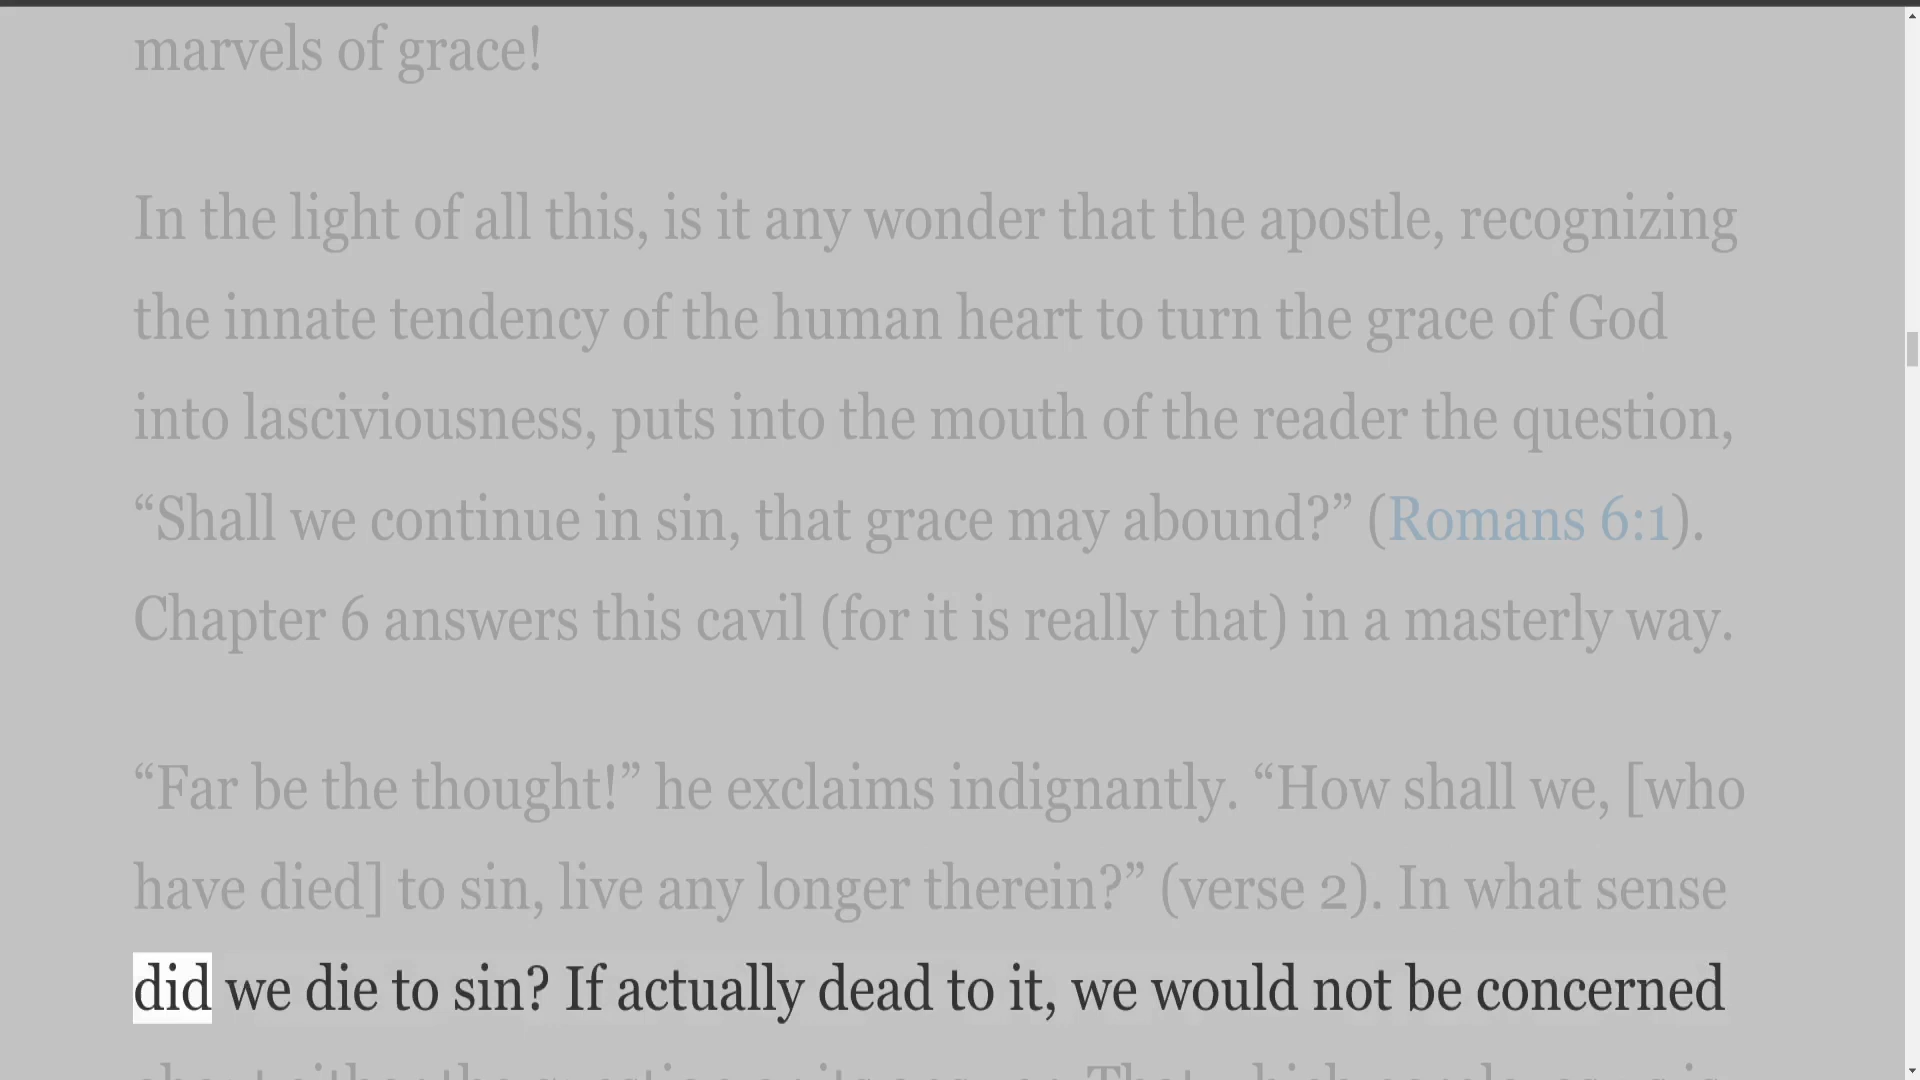 marvels of grace!
In the light of all this, is it any wonder that the apostle, recognizing
the innate tendency of the human heart to turn the grace of God
into lasciviousness, puts into the mouth of the reader the question,
“Shall we continue in sin, that grace may abound?” (Romans 6:1).
Chapter 6 answers this cavil (for it is really that) in a masterly way.
“Far be the thought!” he exclaims indignantly. “How shall we, [who
have died] to sin, live any longer therein?” (verse 2). In what sense
did we die to sin? If actually dead to it, we would not be concerned